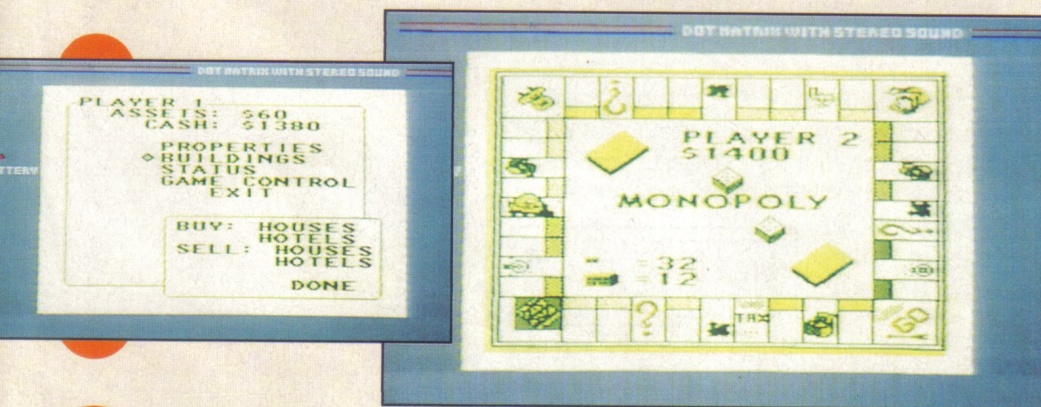 DOT MATRIX WITH STEREO SOUND
PLAYER 1
ASSETS: $60
CASH: $1380
PROPERTIES
BUILDINGS
STATUS
GAME CONTROL
EXIT
BUY: HOUSES
HOTELS
SELL: HOUSES
HOTELS
DONE
DOT MATRIX WITH STEREO SOUND
PLAYER 2
$1400
MONOPOLY
=32
=12
TAX
GO